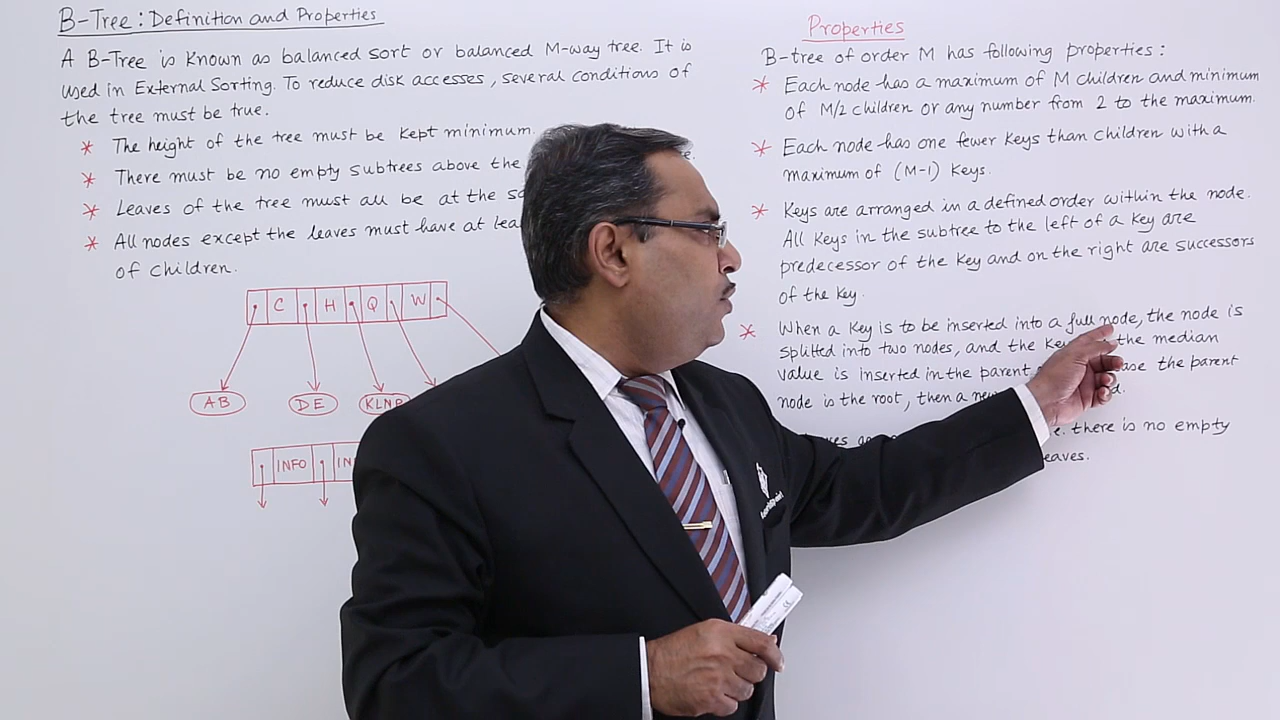 B-Tree : Definition and Properties
A B-Tree is known as balanced sort or balanced M-way tree. It is
used in External Sorting. To reduce disk accesses, several conditions of
the tree must be true.
* The height of the tree must be kept minimum.
* There must be no empty subtrees above the
* Leaves of the tree must all be at the
* All nodes except the leaves must have at
of children.
C H Q W
AB DE KLNP
INFO
Properties
B-tree of order M has following properties :
* Each node has a maximum of M children and minimum
of M/2 children or any number from 2 to the maximum.
* Each node has one fewer keys than children with a
maximum of (M-1) keys.
* Keys are arranged in a defined order within the node.
All keys in the subtree to the left of a key are
predecessor of the key and on the right are successors
of the key.
* When a key is to be inserted into a full node, the node is
splitted into two nodes, and the key the median
value is inserted in the parent the parent
node is the root, then a
there is no empty